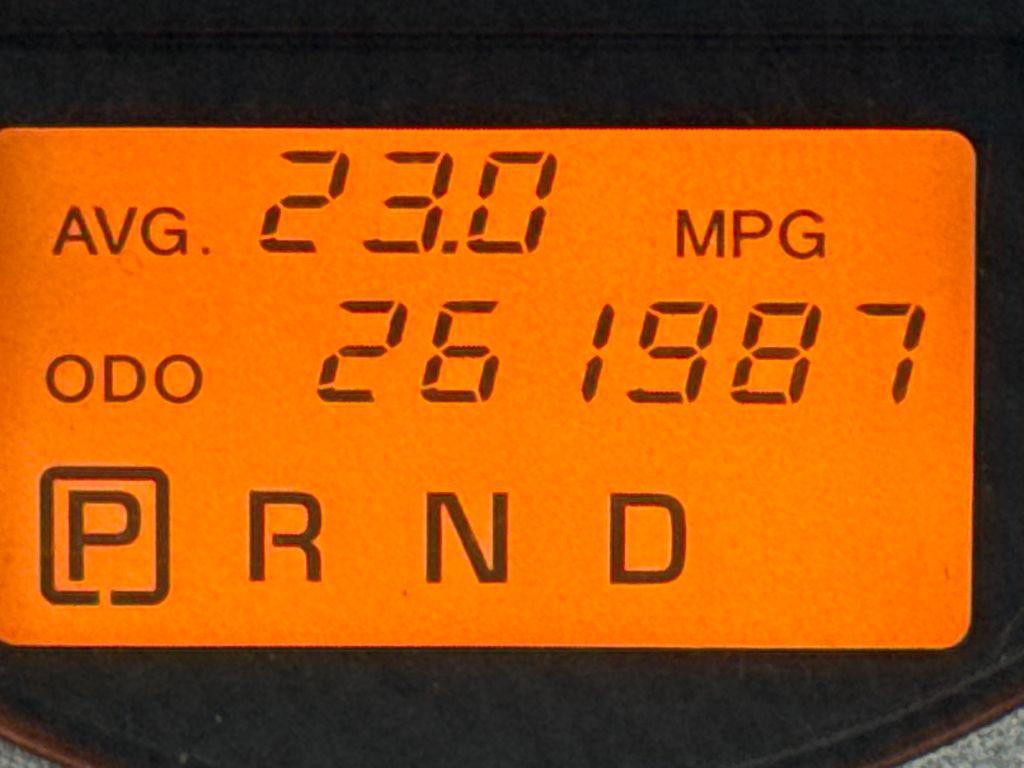 AVG. 23.0 MPG
ODO 261987
P R N D